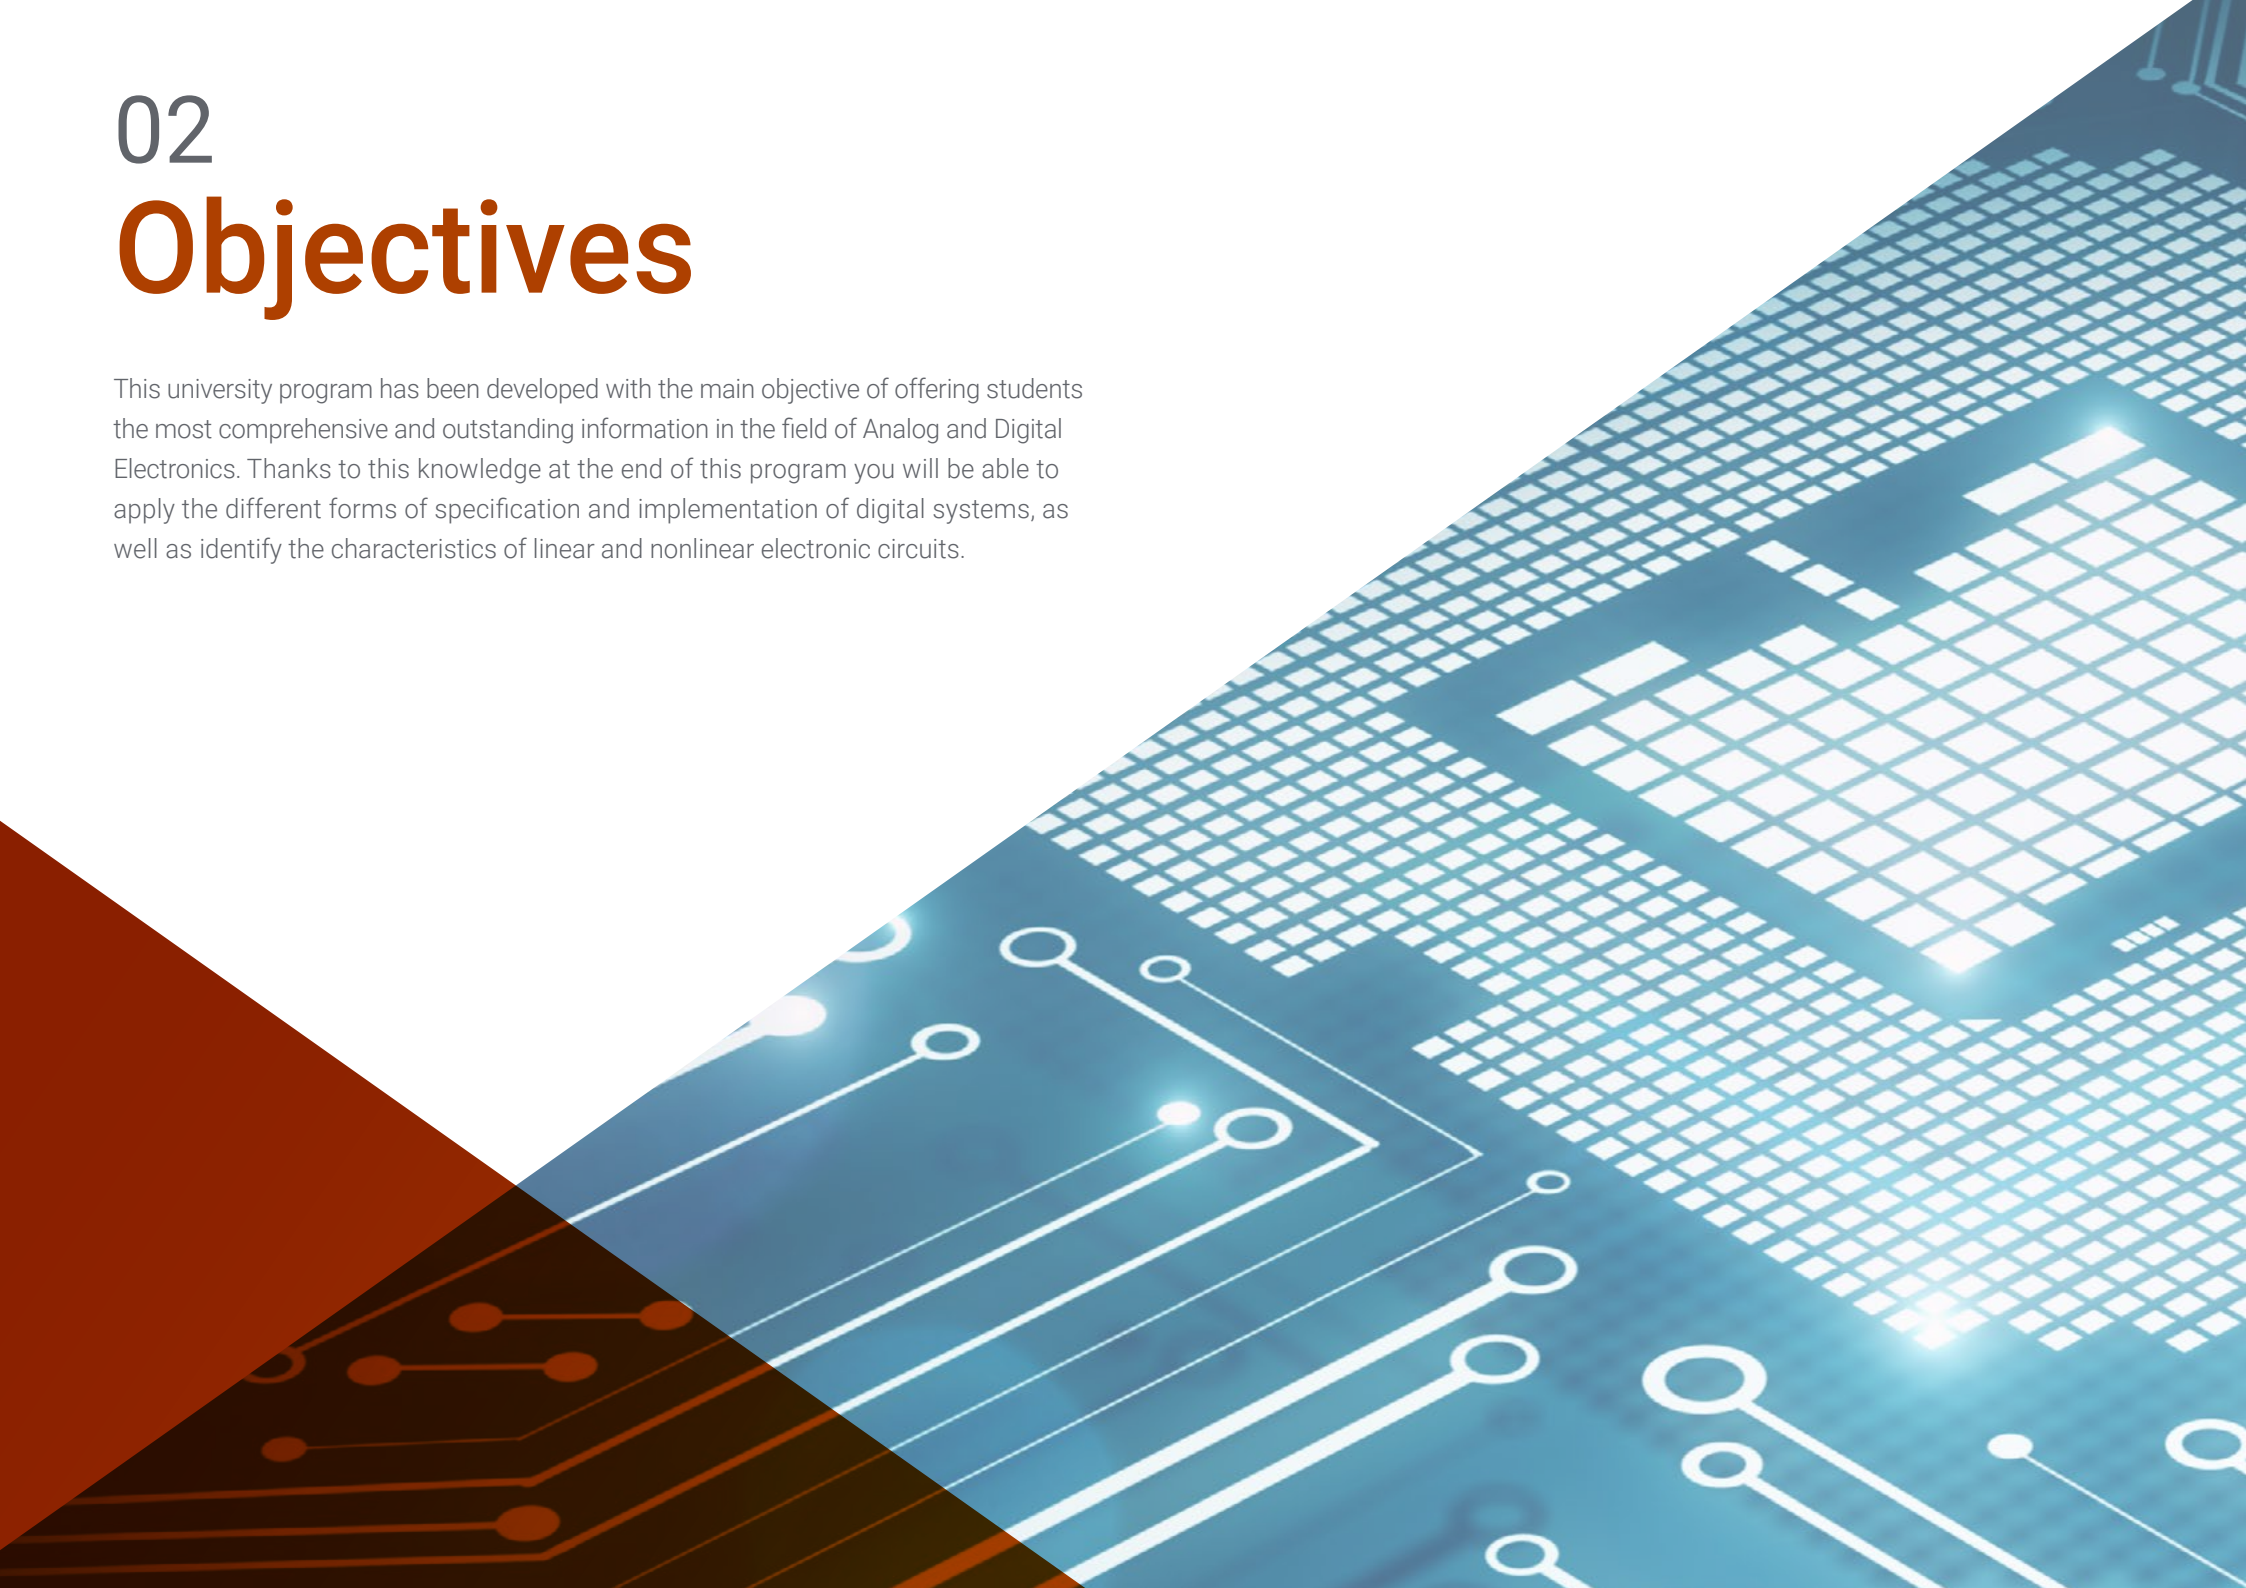 02
Objectives
This university program has been developed with the main objective of offering students
the most comprehensive and outstanding information in the field of Analog and Digital
Electronics. Thanks to this knowledge at the end of this program you will be able to
apply the different forms of specification and implementation of digital systems, as
well as identify the characteristics of linear and nonlinear electronic circuits.